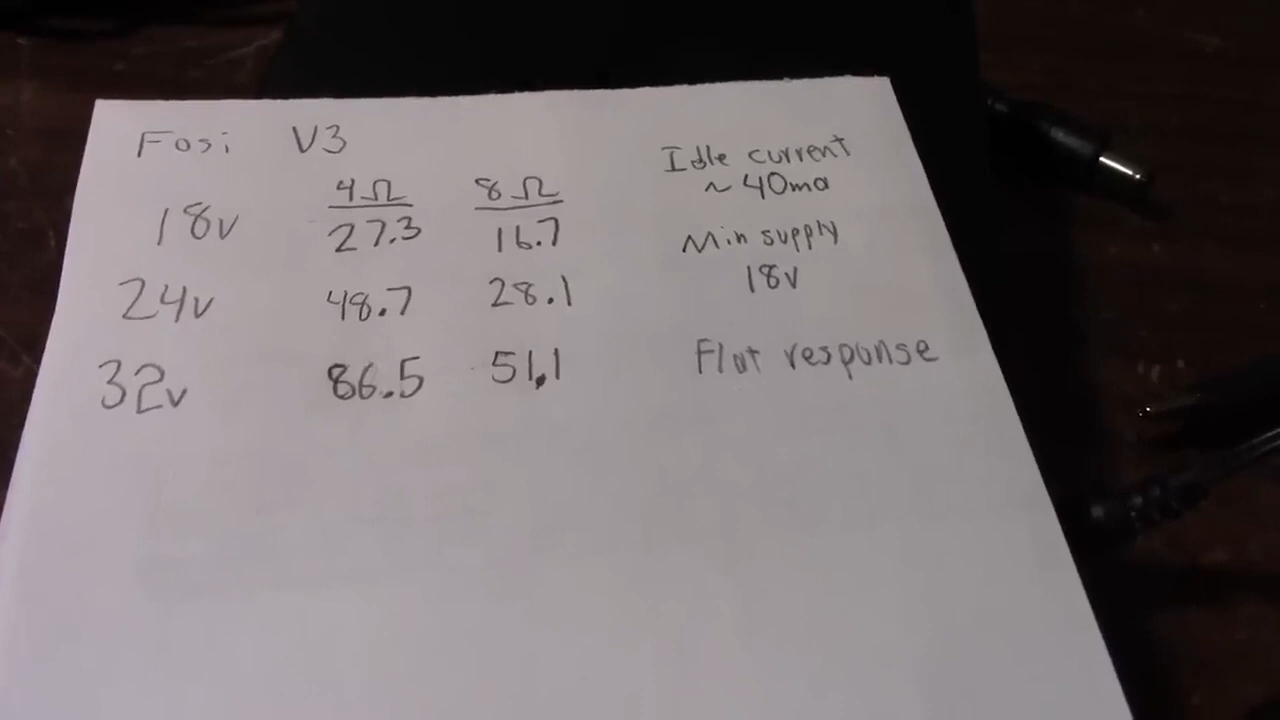 Fosi V3
4Ω 8Ω
18v 27.3 16.7
24v 48.7 28.1
32v 86.5 51.1
Idle current
~ 40ma
Min supply
18v
Flat response